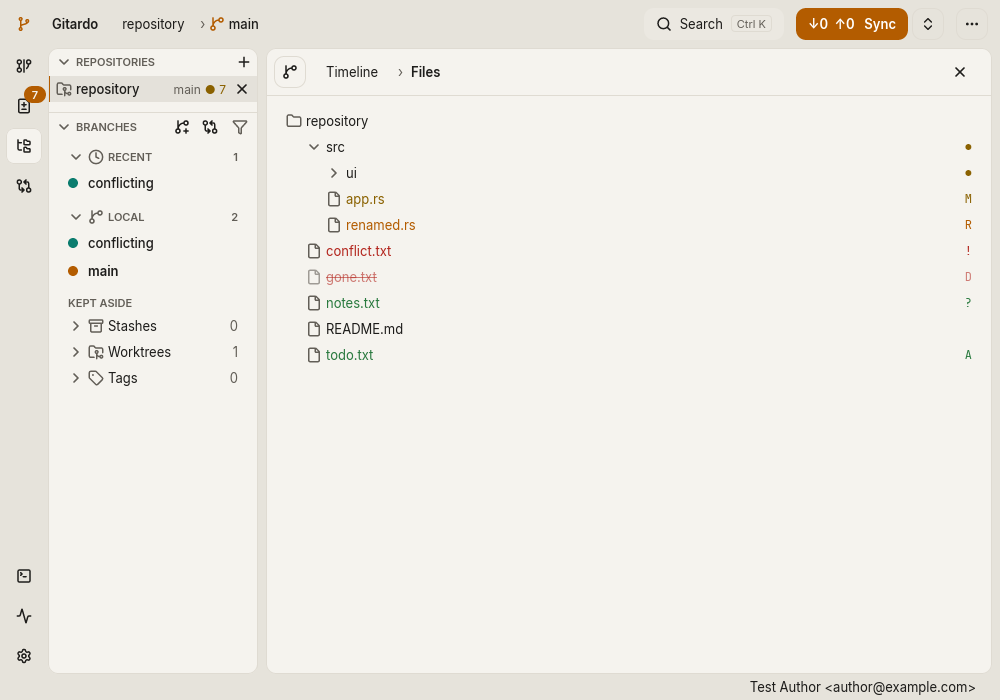 Gitardo repository › main
Search Ctrl K
↓0 ↑0 Sync
7
REPOSITORIES
repository main 7
BRANCHES
RECENT 1
conflicting
LOCAL 2
conflicting
main
KEPT ASIDE
Stashes 0
Worktrees 1
Tags 0
Timeline › Files
repository
src
ui
app.rs M
renamed.rs R
conflict.txt !
gone.txt D
notes.txt ?
README.md
todo.txt A
Test Author <author@example.com>